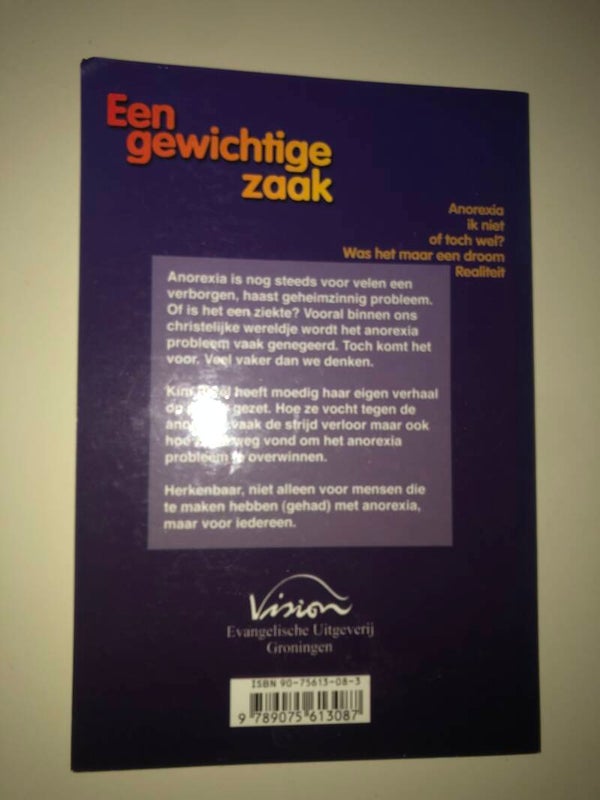 Een
gewichtige
zaak
Anorexia
ik niet
of toch wel?
Was het maar een droom
Realiteit
Anorexia is nog steeds voor velen een
verborgen, haast geheimzinnig probleem.
Of is het een ziekte? Vooral binnen ons
christelijke wereldje wordt het anorexia
probleem vaak genegeerd. Toch komt het
voor. Veel vaker dan we denken.
Kim heeft moedig haar eigen verhaal
op gezet. Hoe ze vocht tegen de
vaak de strijd verloor maar ook
hoe weg vond om het anorexia
probleem te overwinnen.
Herkenbaar, niet alleen voor mensen die
te maken hebben (gehad) met anorexia,
maar voor iedereen.
Vision
Evangelische Uitgeverij
Groningen
ISBN 90-75613-08-3
9 789075 613087